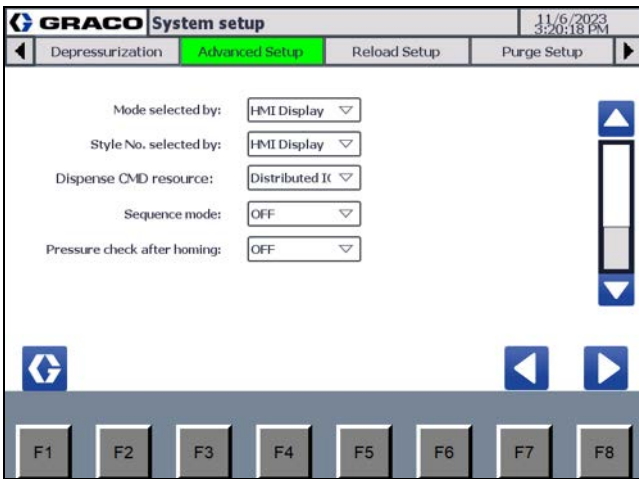 GRACO System setup 11/6/2023
3:20:18 PM
Depressurization Advanced Setup Reload Setup Purge Setup
Mode selected by: HMI Display
Style No. selected by: HMI Display
Dispense CMD resource: Distributed I(
Sequence mode: OFF
Pressure check after homing: OFF
F1 F2 F3 F4 F5 F6 F7 F8